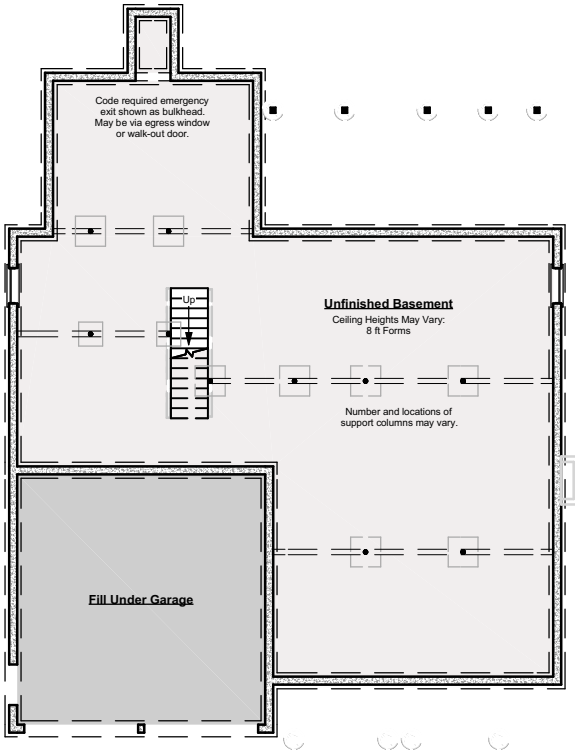 Code required emergency
exit shown as bulkhead.
May be via egress window
or walk-out door.
Up
Unfinished Basement
Ceiling Heights May Vary:
8 ft Forms
Number and locations of
support columns may vary.
Fill Under Garage